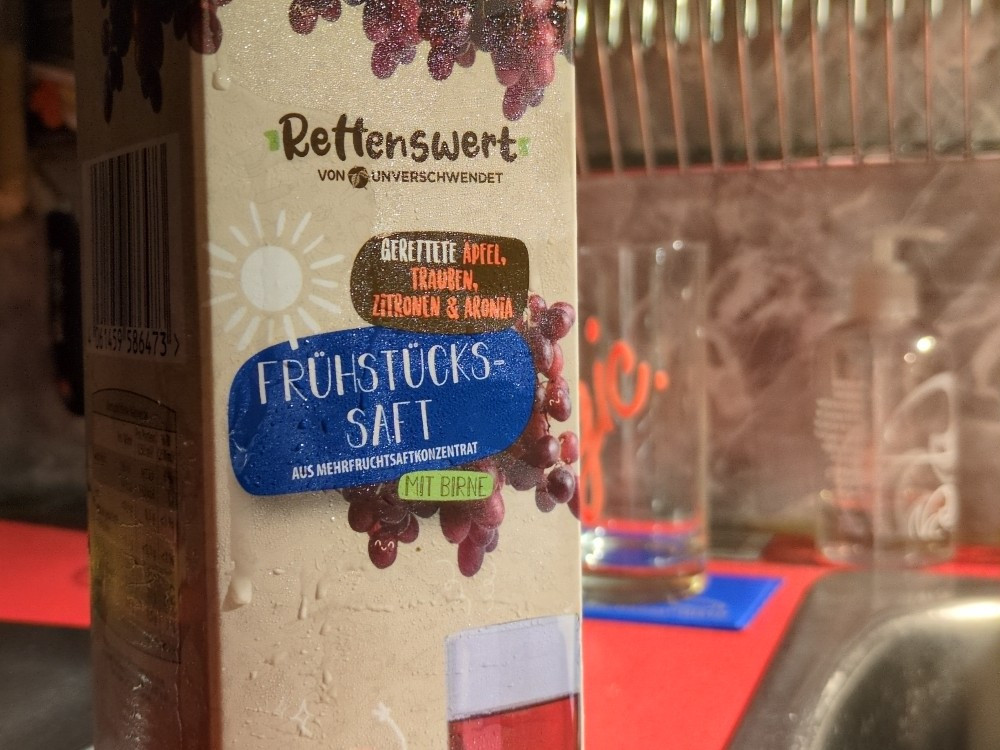 Rettenswert
VON UNVERSCHWENDET
GERETTETE ÄPFEL,
TRAUBEN,
ZITRONEN & ARONIA
FRÜHSTÜCKS-
SAFT
AUS MEHRFRUCHTSAFTKONZENTRAT
MIT BIRNE